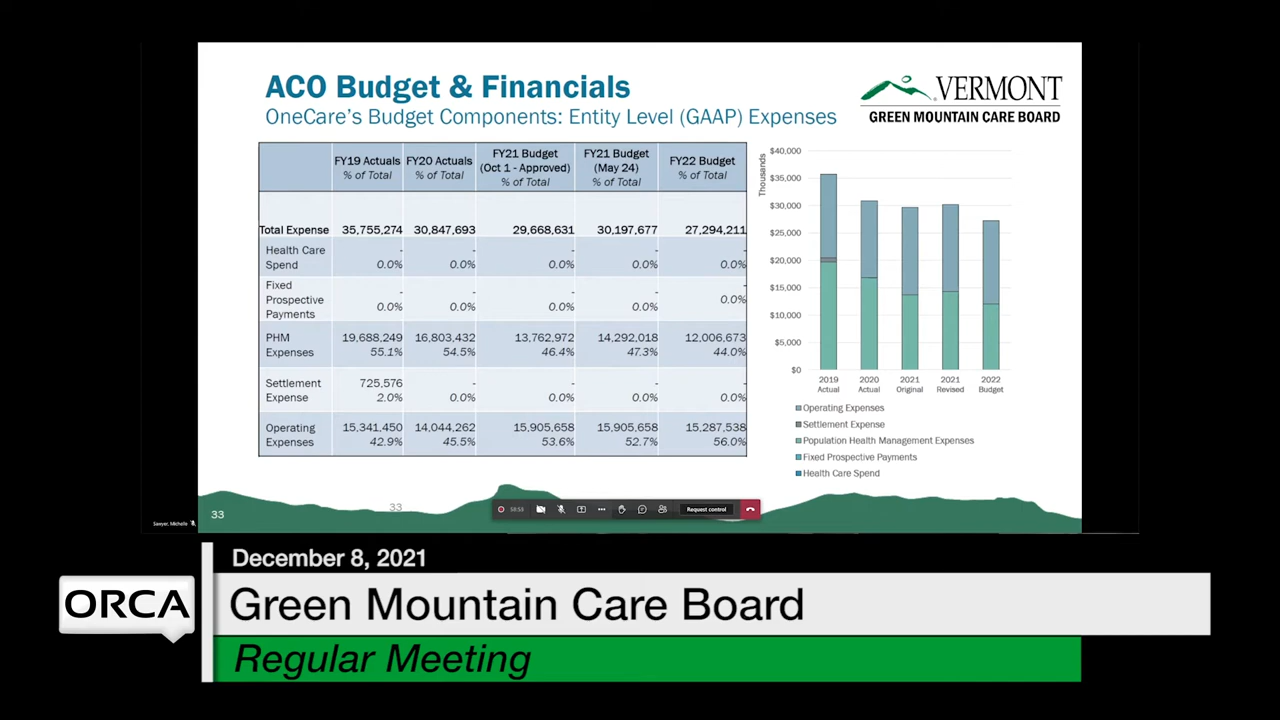 ACO Budget & Financials
OneCare's Budget Components: Entity Level (GAAP) Expenses
VERMONT
GREEN MOUNTAIN CARE BOARD
FY19 Actuals
% of Total
FY20 Actuals
% of Total
FY21 Budget
(Oct 1 - Approved)
% of Total
FY21 Budget
(May 24)
% of Total
FY22 Budget
% of Total
Total Expense 35,755,274 30,847,693 29,668,631 30,197,677 27,294,211
Health Care - - - - -
Spend 0.0% 0.0% 0.0% 0.0% 0.0%
Fixed
Prospective - - - - -
Payments 0.0% 0.0% 0.0% 0.0% 0.0%
PHM 19,688,249 16,803,432 13,762,972 14,292,018 12,006,673
Expenses 55.1% 54.5% 46.4% 47.3% 44.0%
Settlement 725,576 - - - -
Expense 2.0% 0.0% 0.0% 0.0% 0.0%
Operating 15,341,450 14,044,262 15,905,658 15,905,658 15,287,538
Expenses 42.9% 45.5% 53.6% 52.7% 56.0%
Thousands
$40,000
$35,000
$30,000
$25,000
$20,000
$15,000
$10,000
$5,000
$0
2019
Actual
2020
Actual
2021
Original
2021
Revised
2022
Budget
Operating Expenses
Settlement Expense
Population Health Management Expenses
Fixed Prospective Payments
Health Care Spend
33
33
58:53
Request control
Sawyer, Michelle
December 8, 2021
ORCA
Green Mountain Care Board
Regular Meeting